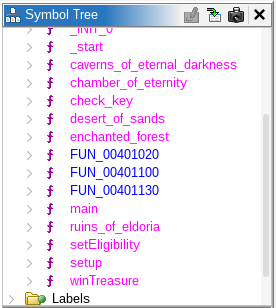 Symbol Tree
_INIT_0
_start
caverns_of_eternal_darkness
chamber_of_eternity
check_key
desert_of_sands
enchanted_forest
FUN_00401020
FUN_00401100
FUN_00401130
main
ruins_of_eldoria
setEligibility
setup
winTreasure
Labels